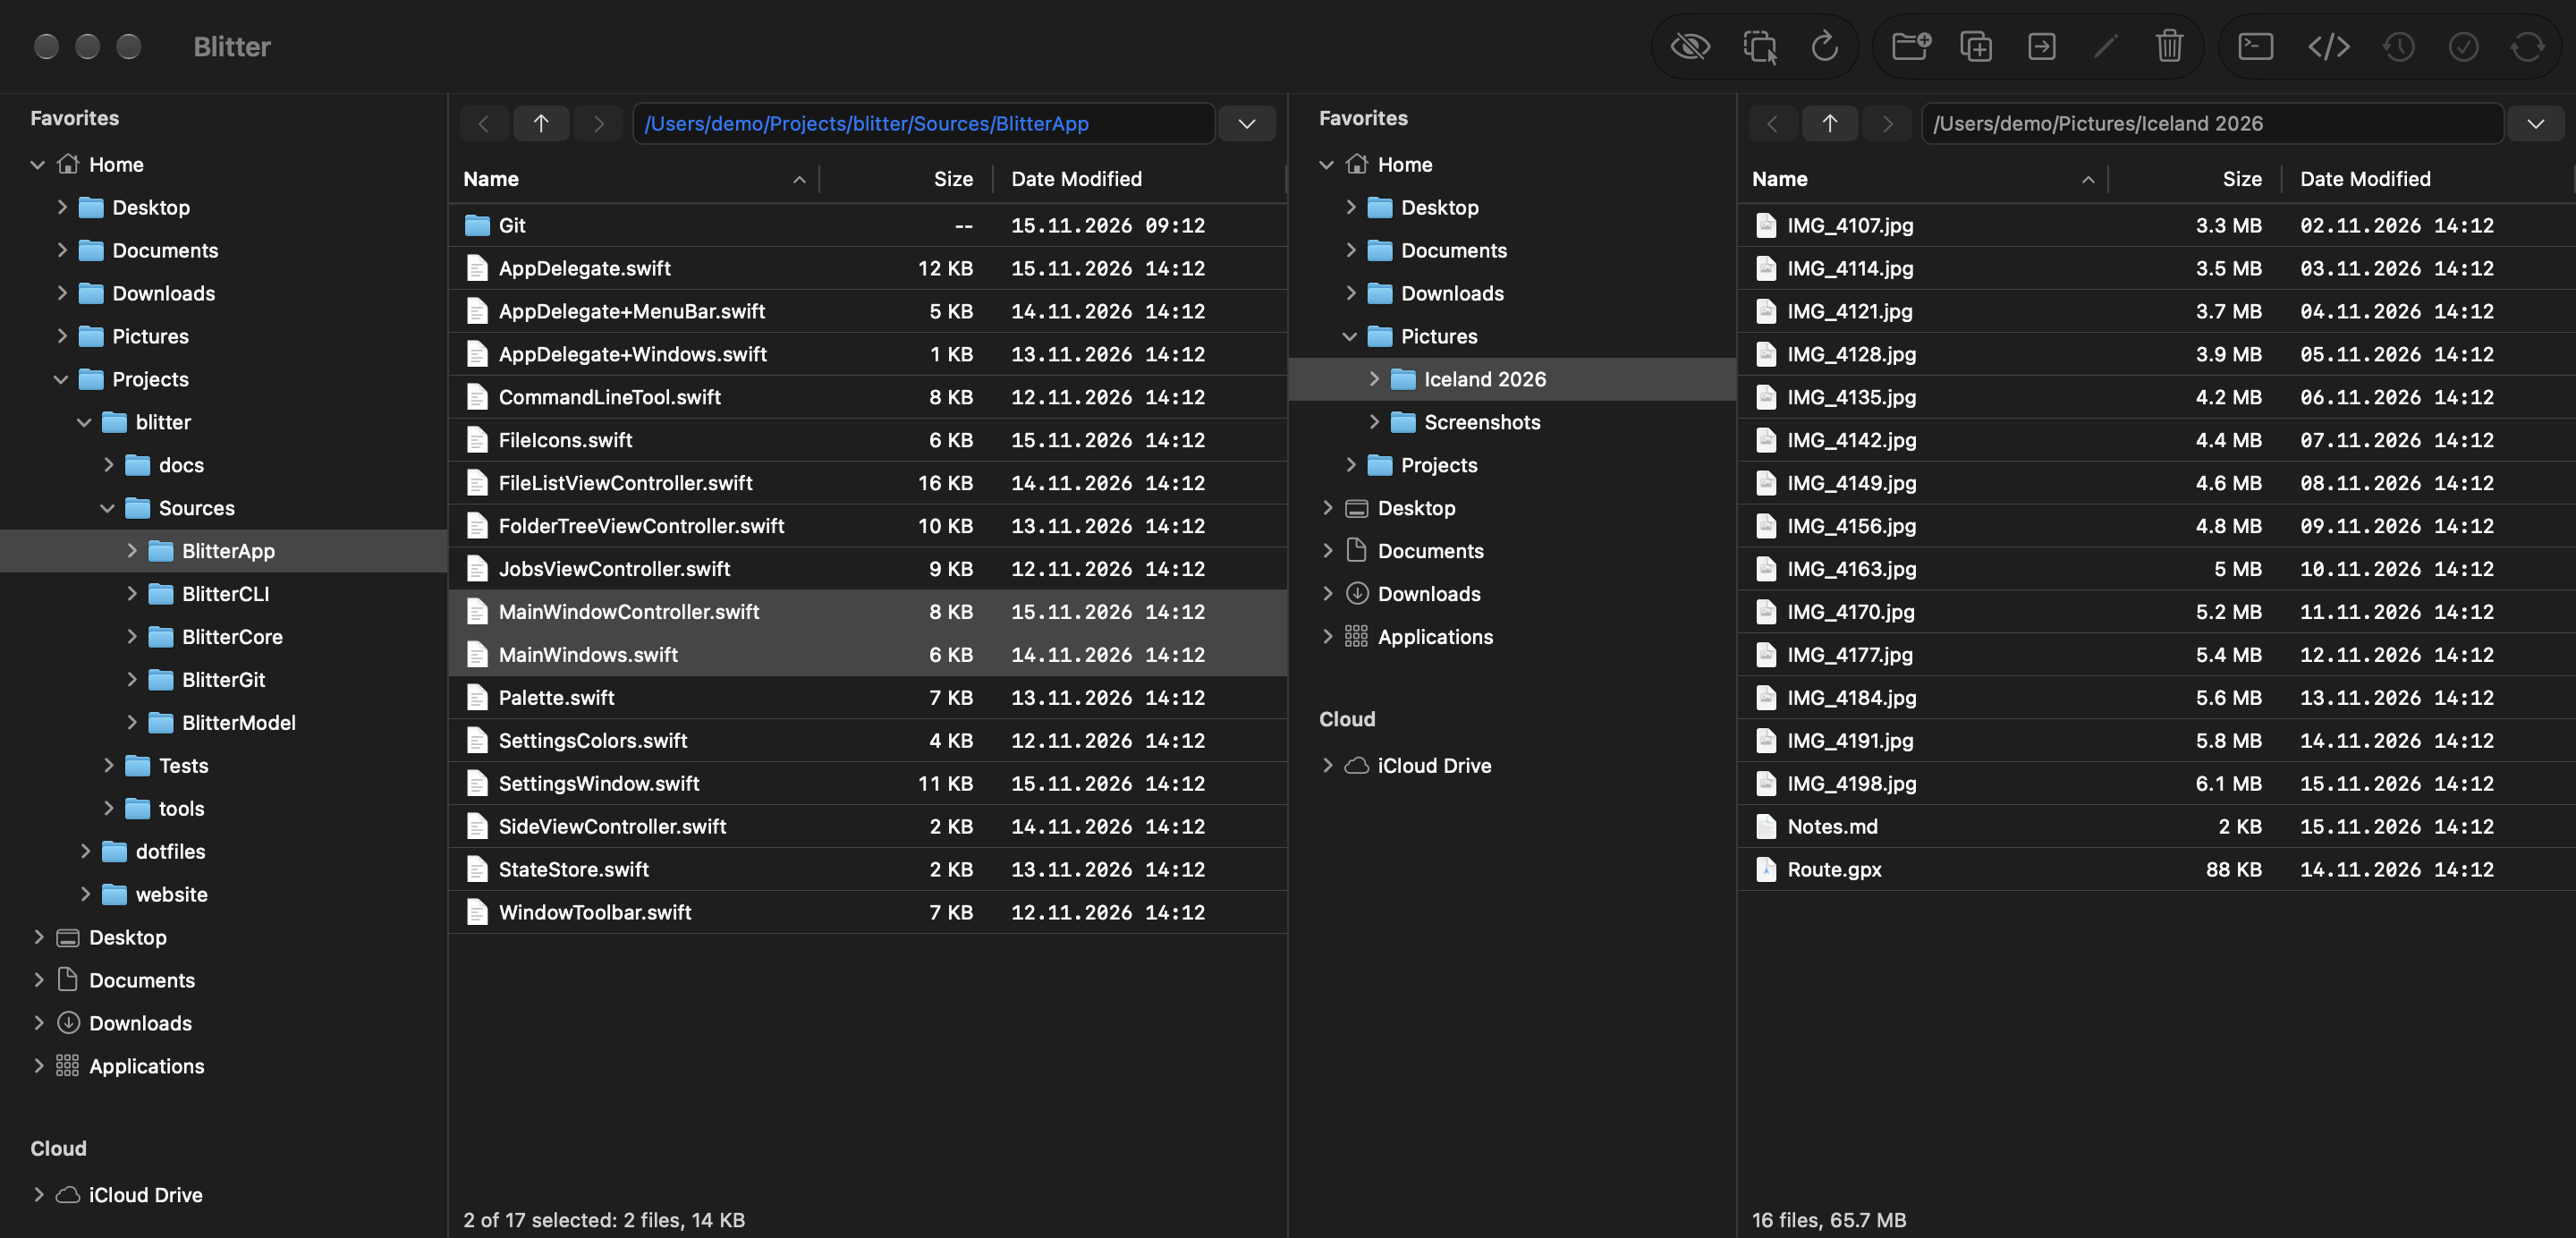 Blitter
Favorites
Home
Desktop
Documents
Downloads
Pictures
Projects
blitter
docs
Sources
BlitterApp
BlitterCLI
BlitterCore
BlitterGit
BlitterModel
Tests
tools
dotfiles
website
Desktop
Documents
Downloads
Applications
Cloud
iCloud Drive
/Users/demo/Projects/blitter/Sources/BlitterApp
Name Size Date Modified
Git -- 15.11.2026 09:12
AppDelegate.swift 12 KB 15.11.2026 14:12
AppDelegate+MenuBar.swift 5 KB 14.11.2026 14:12
AppDelegate+Windows.swift 1 KB 13.11.2026 14:12
CommandLineTool.swift 8 KB 12.11.2026 14:12
FileIcons.swift 6 KB 15.11.2026 14:12
FileListViewController.swift 16 KB 14.11.2026 14:12
FolderTreeViewController.swift 10 KB 13.11.2026 14:12
JobsViewController.swift 9 KB 12.11.2026 14:12
MainWindowController.swift 8 KB 15.11.2026 14:12
MainWindows.swift 6 KB 14.11.2026 14:12
Palette.swift 7 KB 13.11.2026 14:12
SettingsColors.swift 4 KB 12.11.2026 14:12
SettingsWindow.swift 11 KB 15.11.2026 14:12
SideViewController.swift 2 KB 14.11.2026 14:12
StateStore.swift 2 KB 13.11.2026 14:12
WindowToolbar.swift 7 KB 12.11.2026 14:12
2 of 17 selected: 2 files, 14 KB
Favorites
Home
Desktop
Documents
Downloads
Pictures
Iceland 2026
Screenshots
Projects
Desktop
Documents
Downloads
Applications
Cloud
iCloud Drive
/Users/demo/Pictures/Iceland 2026
Name Size Date Modified
IMG_4107.jpg 3.3 MB 02.11.2026 14:12
IMG_4114.jpg 3.5 MB 03.11.2026 14:12
IMG_4121.jpg 3.7 MB 04.11.2026 14:12
IMG_4128.jpg 3.9 MB 05.11.2026 14:12
IMG_4135.jpg 4.2 MB 06.11.2026 14:12
IMG_4142.jpg 4.4 MB 07.11.2026 14:12
IMG_4149.jpg 4.6 MB 08.11.2026 14:12
IMG_4156.jpg 4.8 MB 09.11.2026 14:12
IMG_4163.jpg 5 MB 10.11.2026 14:12
IMG_4170.jpg 5.2 MB 11.11.2026 14:12
IMG_4177.jpg 5.4 MB 12.11.2026 14:12
IMG_4184.jpg 5.6 MB 13.11.2026 14:12
IMG_4191.jpg 5.8 MB 14.11.2026 14:12
IMG_4198.jpg 6.1 MB 15.11.2026 14:12
Notes.md 2 KB 15.11.2026 14:12
Route.gpx 88 KB 14.11.2026 14:12
16 files, 65.7 MB